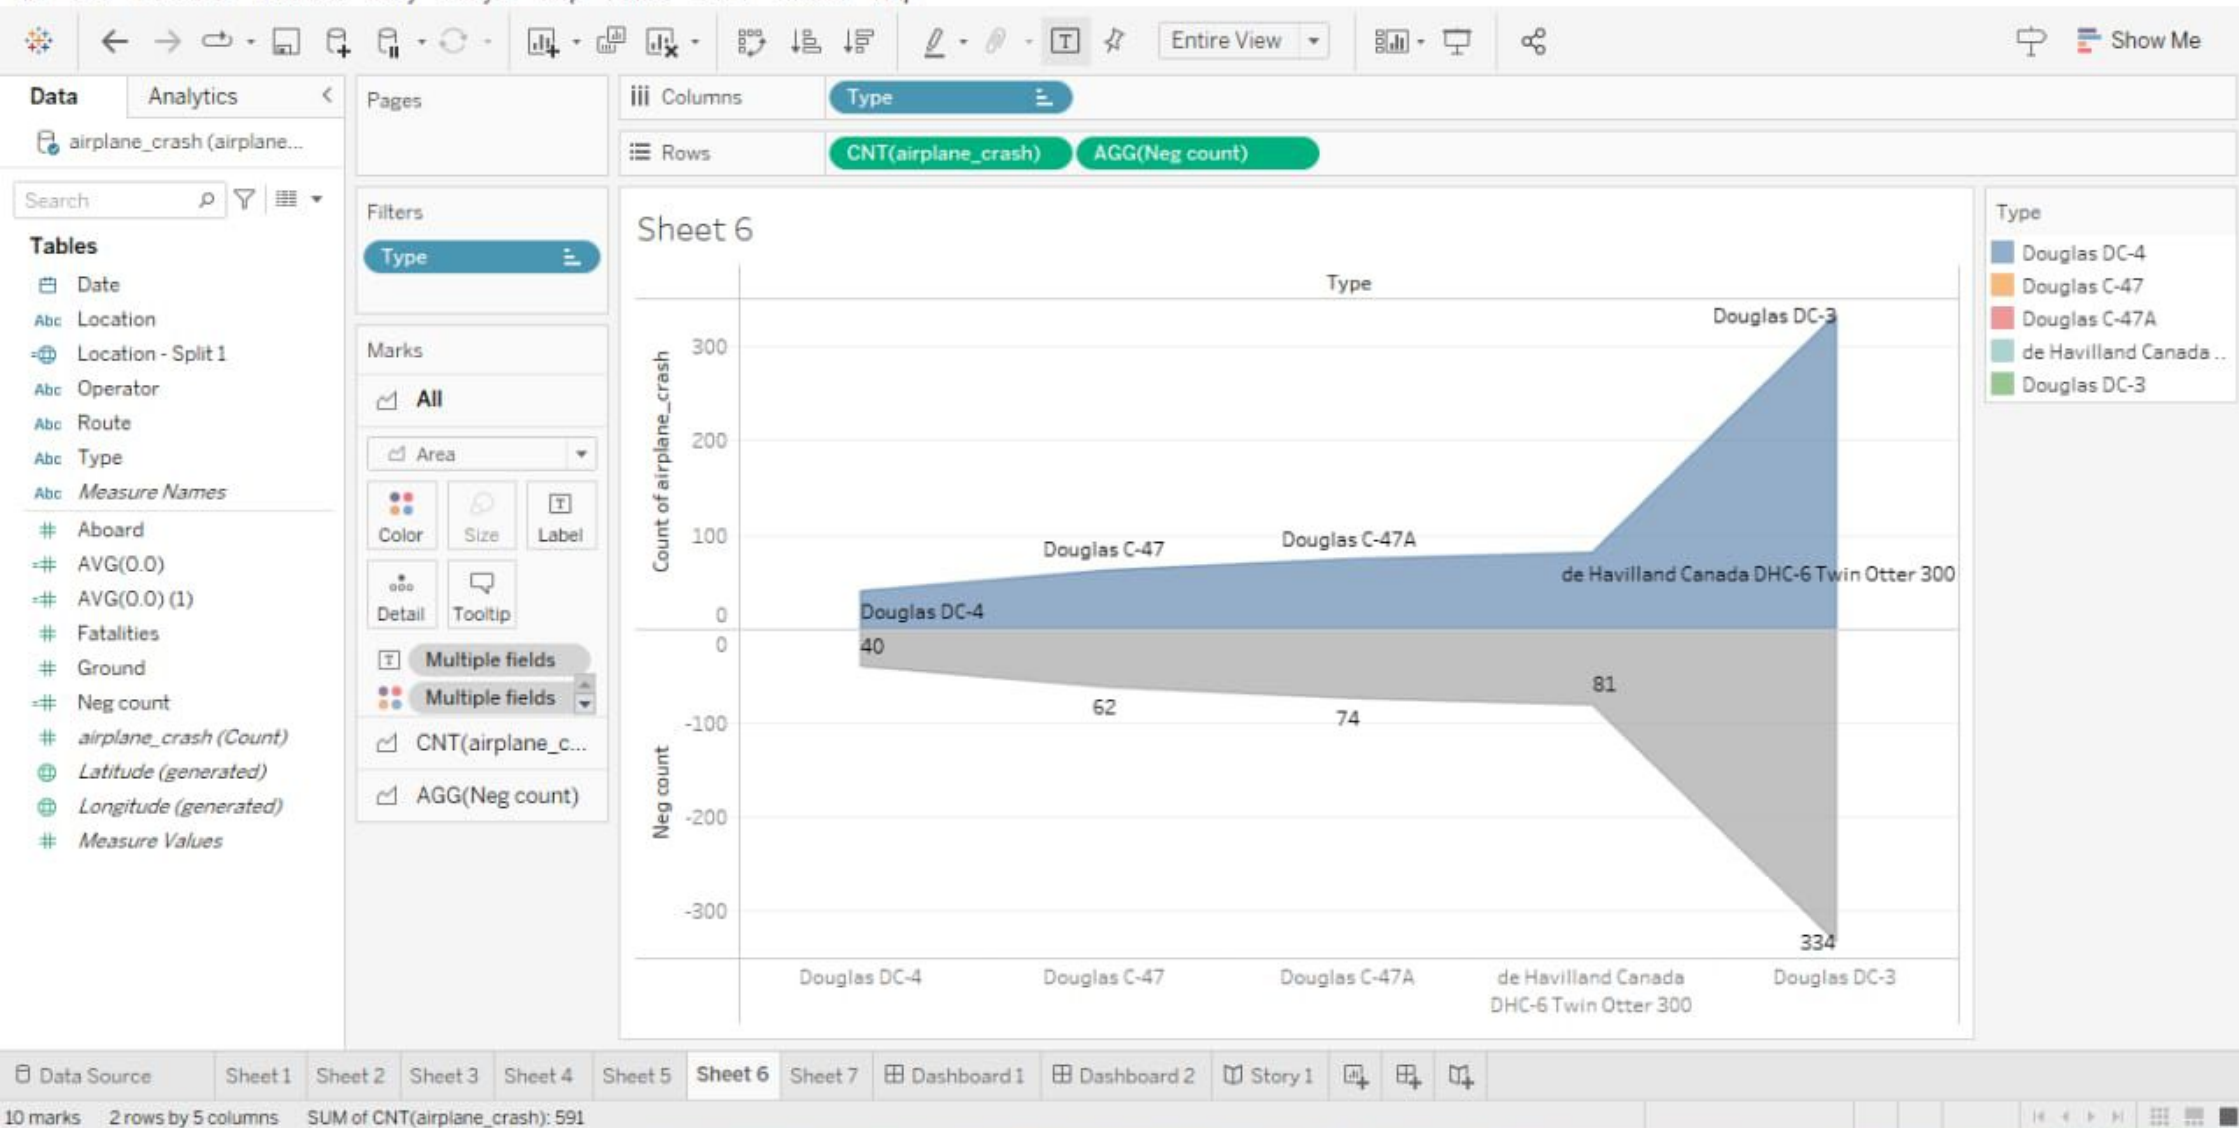 Entire View
Show Me
Data
Analytics
Pages
Columns
Type
airplane_crash (airplane...
Rows
CNT(airplane_crash)
AGG(Neg count)
Search
Filters
Type
Tables
Date
Abc Location
Location - Split 1
Abc Operator
Abc Route
Abc Type
Abc Measure Names
# Aboard
=# AVG(0.0)
=# AVG(0.0) (1)
# Fatalities
# Ground
=# Neg count
# airplane_crash (Count)
Latitude (generated)
Longitude (generated)
# Measure Values
Marks
All
Area
Color
Size
T
Label
Detail
Tooltip
T Multiple fields
Multiple fields
CNT(airplane_c...
AGG(Neg count)
Sheet 6
Type
Count of airplane_crash
300
200
100
0
Douglas DC-3
Douglas C-47
Douglas C-47A
de Havilland Canada DHC-6 Twin Otter 300
Douglas DC-4
Neg count
0
-100
-200
-300
40
62
74
81
334
Douglas DC-4
Douglas C-47
Douglas C-47A
de Havilland Canada
DHC-6 Twin Otter 300
Douglas DC-3
Type
Douglas DC-4
Douglas C-47
Douglas C-47A
de Havilland Canada ..
Douglas DC-3
Data Source
Sheet 1
Sheet 2
Sheet 3
Sheet 4
Sheet 5
Sheet 6
Sheet 7
Dashboard 1
Dashboard 2
Story 1
10 marks
2 rows by 5 columns
SUM of CNT(airplane_crash): 591